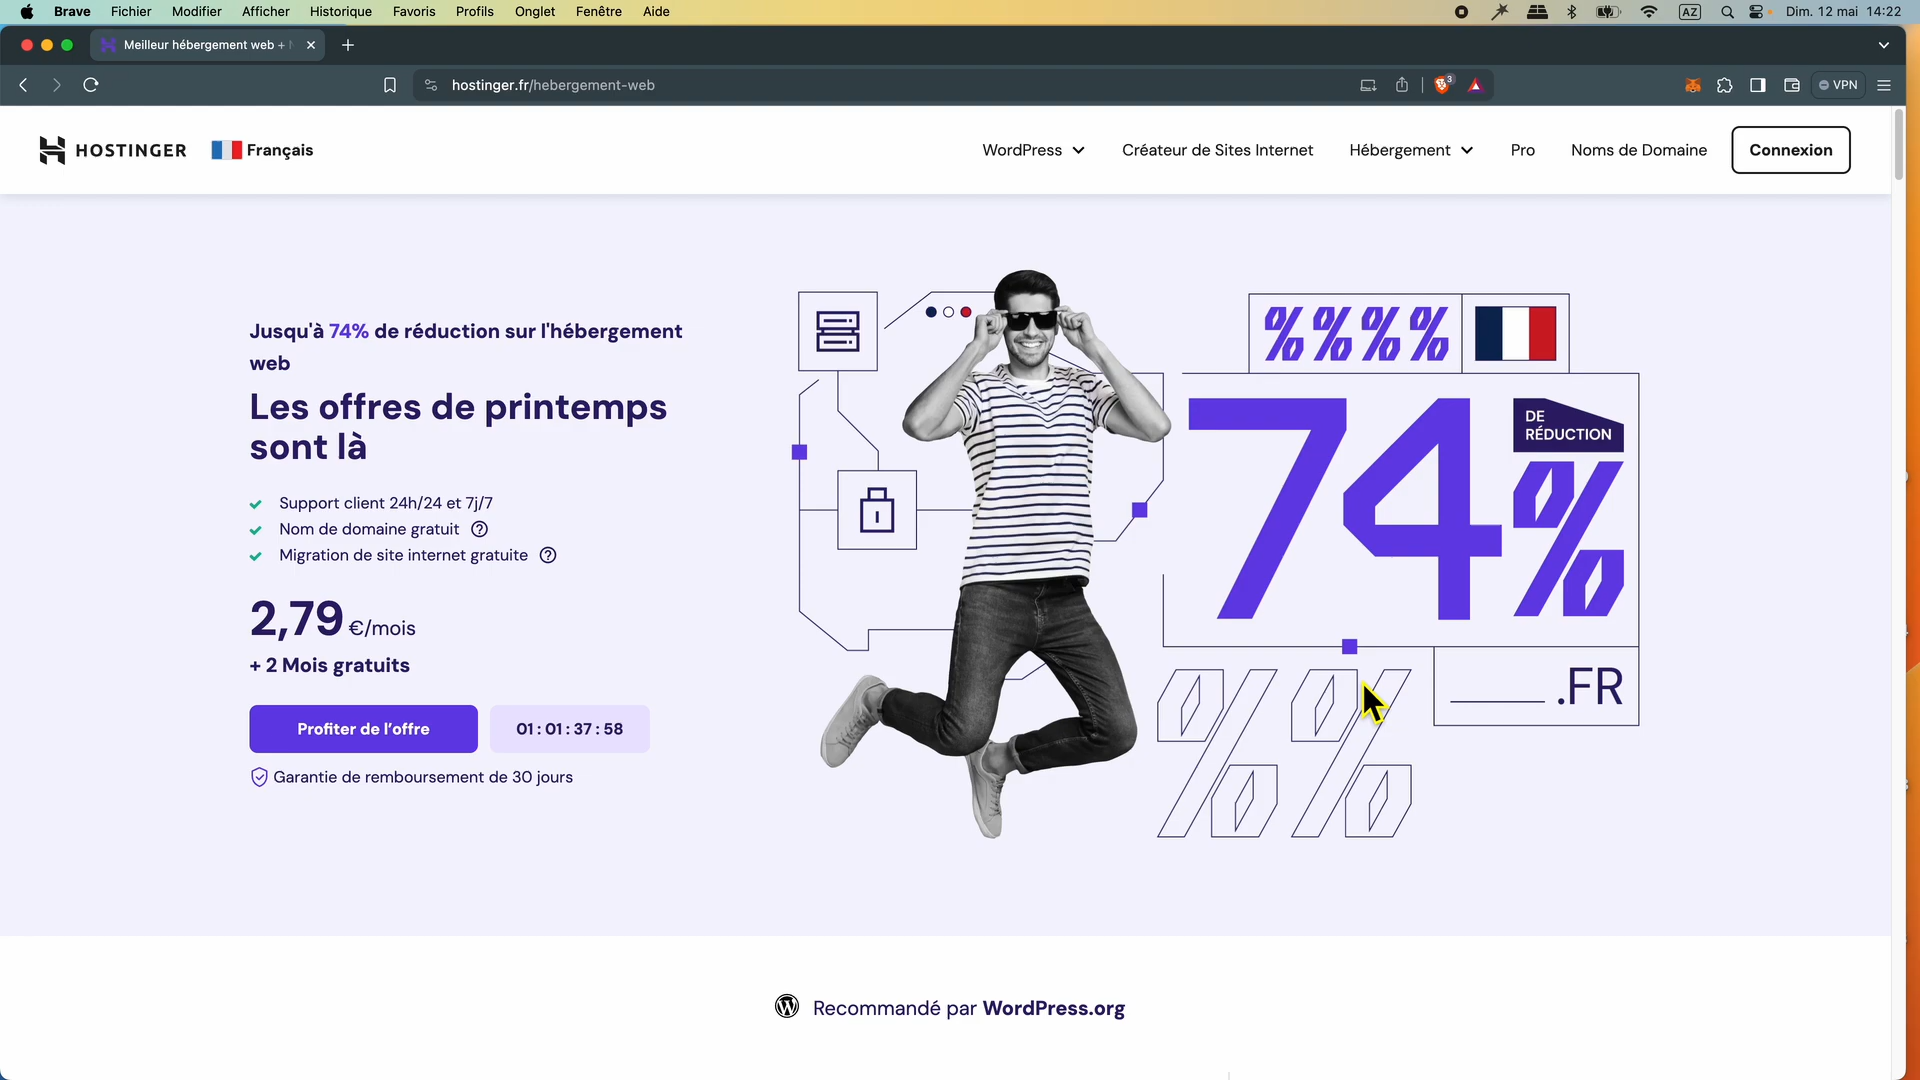 Brave Fichier Modifier Afficher Historique Favoris Profils Onglet Fenêtre Aide AZ Dim. 12 mai 14:22
Meilleur hébergement web +
hostinger.fr/hebergement-web 3 VPN
HOSTINGER Français WordPress Créateur de Sites Internet Hébergement Pro Noms de Domaine Connexion
Jusqu'à 74% de réduction sur l'hébergement
web
Les offres de printemps
sont là
Support client 24h/24 et 7j/7
Nom de domaine gratuit
Migration de site internet gratuite
2,79 €/mois
+ 2 Mois gratuits
Profiter de l’offre 01 : 01 : 37 : 58
Garantie de remboursement de 30 jours
% % % %
74%
DE
RÉDUCTION
% %
.FR
Recommandé par WordPress.org